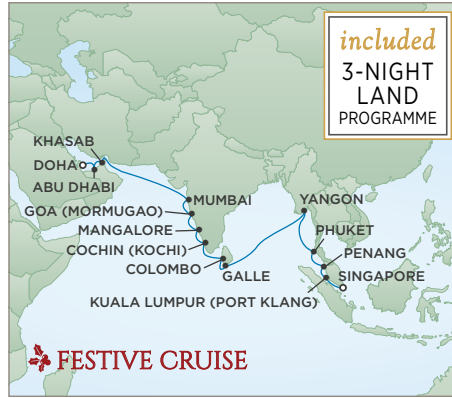 included
3-NIGHT
LAND
PROGRAMME
KHASAB
DOHA
ABU DHABI
MUMBAI
GOA (MORMUGAO)
MANGALORE
COCHIN (KOCHI)
COLOMBO
GALLE
YANGON
PHUKET
PENANG
SINGAPORE
KUALA LUMPUR (PORT KLANG)
FESTIVE CRUISE